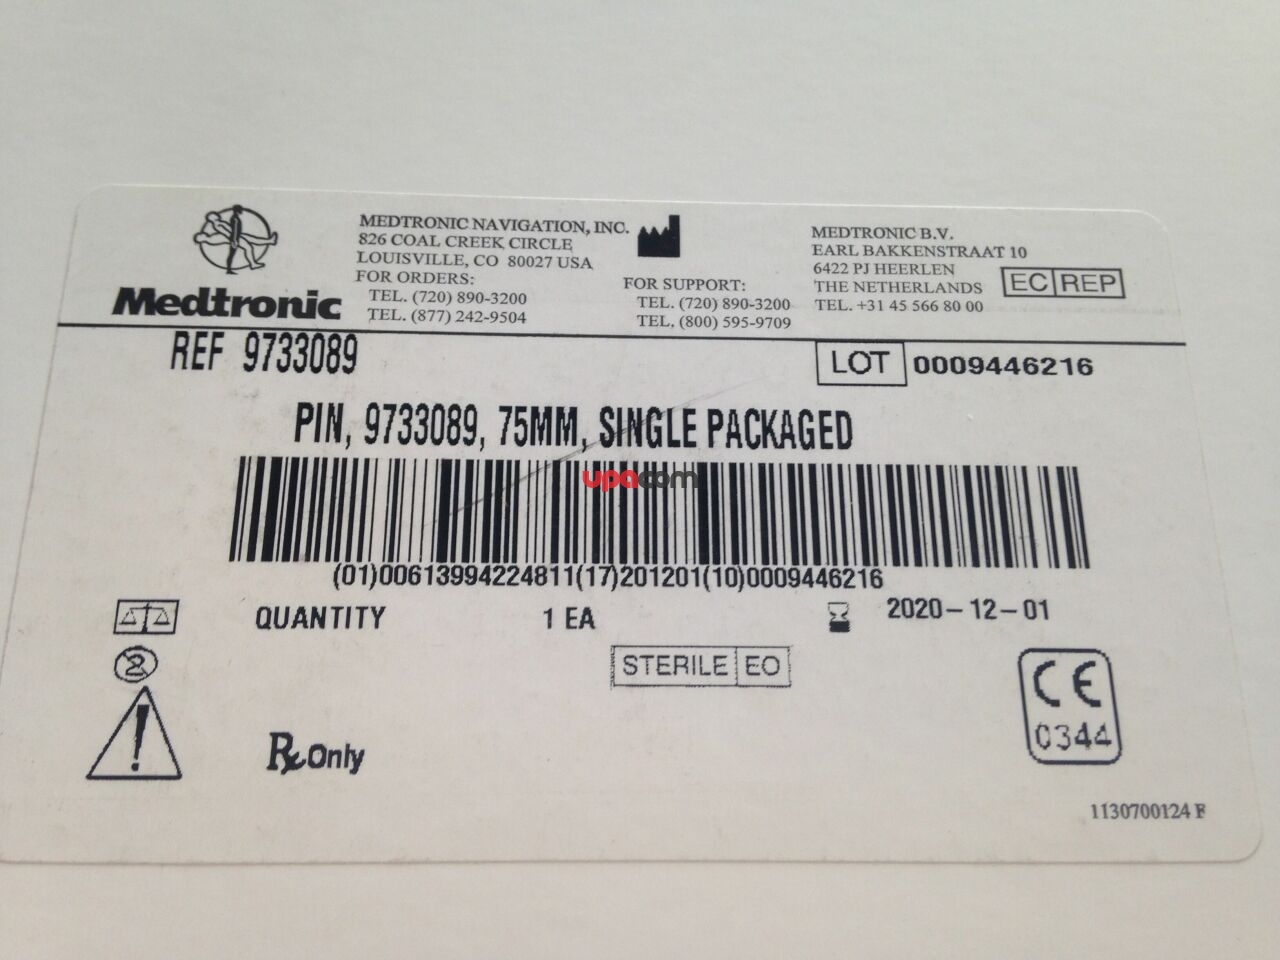 Medtronic
MEDTRONIC NAVIGATION, INC.
826 COAL CREEK CIRCLE
LOUISVILLE, CO 80027 USA
FOR ORDERS:
TEL. (720) 890-3200
TEL. (877) 242-9504
FOR SUPPORT:
TEL. (720) 890-3200
TEL. (800) 595-9709
MEDTRONIC B.V.
EARL BAKKENSTRAAT 10
6422 PJ HEERLEN
THE NETHERLANDS
TEL. +31 45 566 80 00
EC REP
REF 9733089
LOT 0009446216
PIN, 9733089, 75MM, SINGLE PACKAGED
upacom
(01)00613994224811(17)201201(10)0009446216
QUANTITY 1 EA 2020-12-01
2
STERILE EO
CE
0344
! Rx Only
1130700124 F